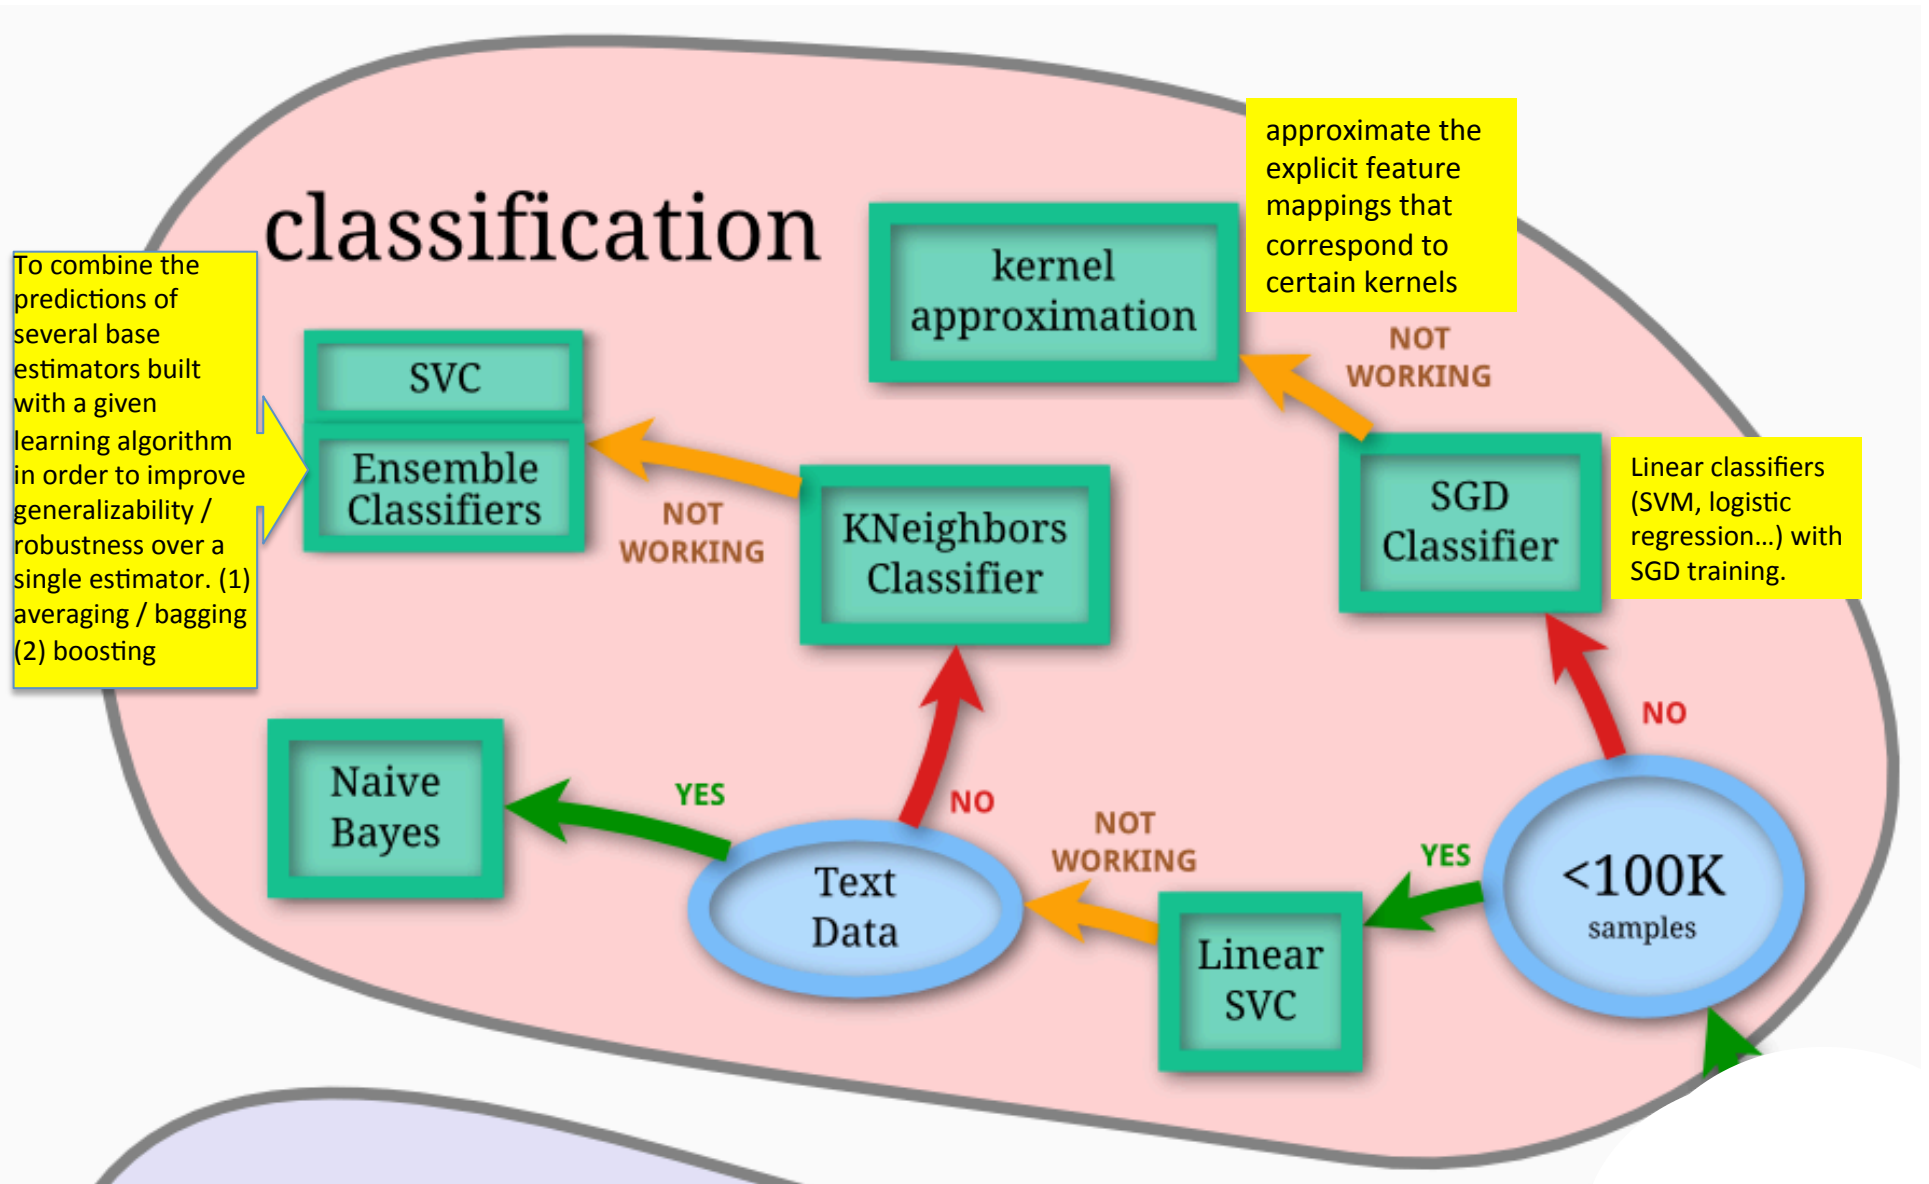 classification
approximate the
explicit feature
mappings that
correspond to
certain kernels
kernel
approximation
NOT
WORKING
To combine the
predictions of
several base
estimators built
with a given
learning algorithm
in order to improve
generalizability /
robustness over a
single estimator. (1)
averaging / bagging
(2) boosting
SVC
Ensemble
Classifiers
NOT
WORKING
KNeighbors
Classifier
SGD
Classifier
Linear classifiers
(SVM, logistic
regression...) with
SGD training.
NO
Naive
Bayes
YES
NO
Text
Data
NOT
WORKING
Linear
SVC
YES
<100K
samples